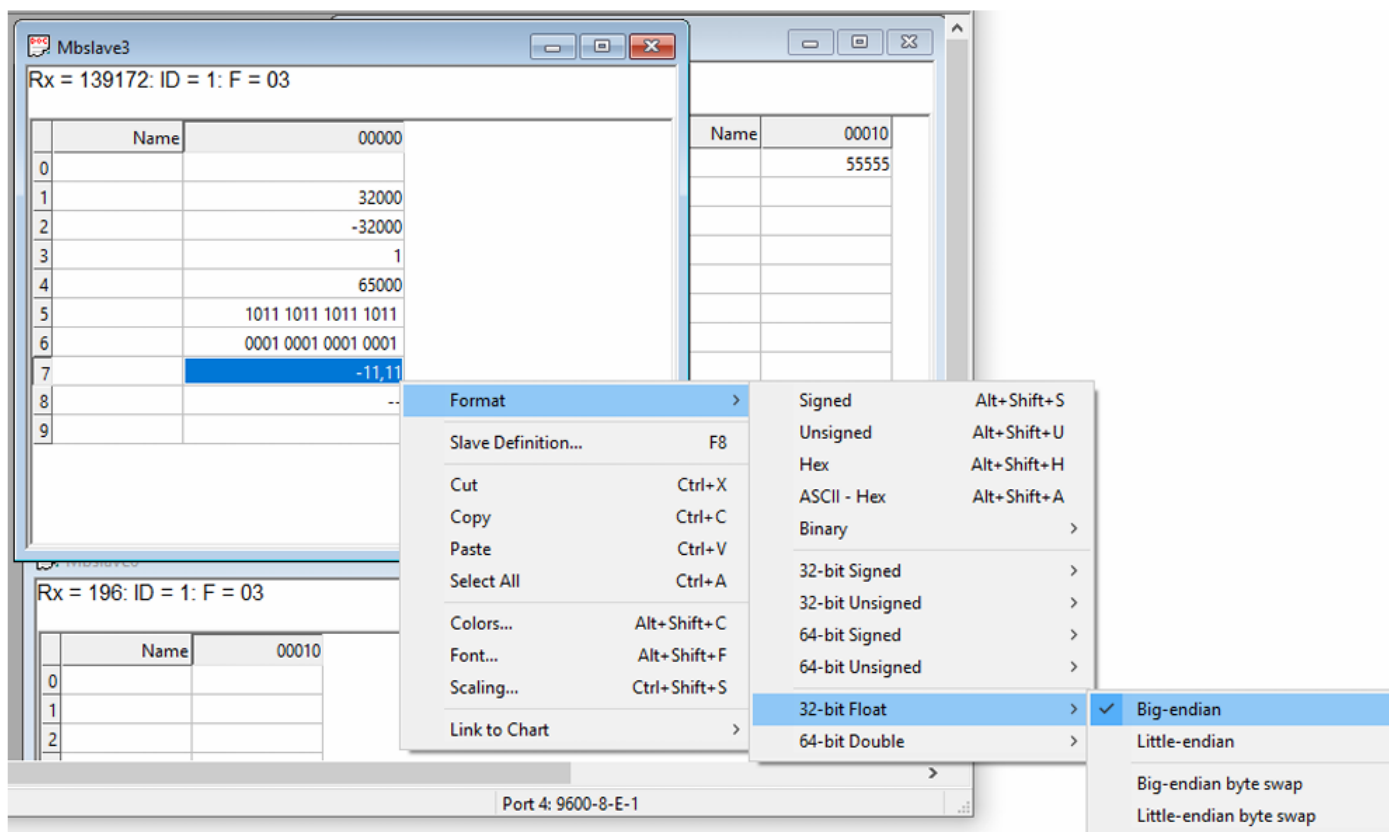 Mbslave3
Rx = 139172: ID = 1: F = 03
Name 00000
0
1 32000
2 -32000
3 1
4 65000
5 1011 1011 1011 1011
6 0001 0001 0001 0001
7 -11,11
8 --
9
Name 00010
55555
Format
Slave Definition... F8
Cut Ctrl+X
Copy Ctrl+C
Paste Ctrl+V
Select All Ctrl+A
Colors... Alt+Shift+C
Font... Alt+Shift+F
Scaling... Ctrl+Shift+S
Link to Chart
Signed Alt+Shift+S
Unsigned Alt+Shift+U
Hex Alt+Shift+H
ASCII - Hex Alt+Shift+A
Binary
32-bit Signed
32-bit Unsigned
64-bit Signed
64-bit Unsigned
32-bit Float
64-bit Double
Big-endian
Little-endian
Big-endian byte swap
Little-endian byte swap
Rx = 196: ID = 1: F = 03
Name 00010
0
1
2
Port 4: 9600-8-E-1